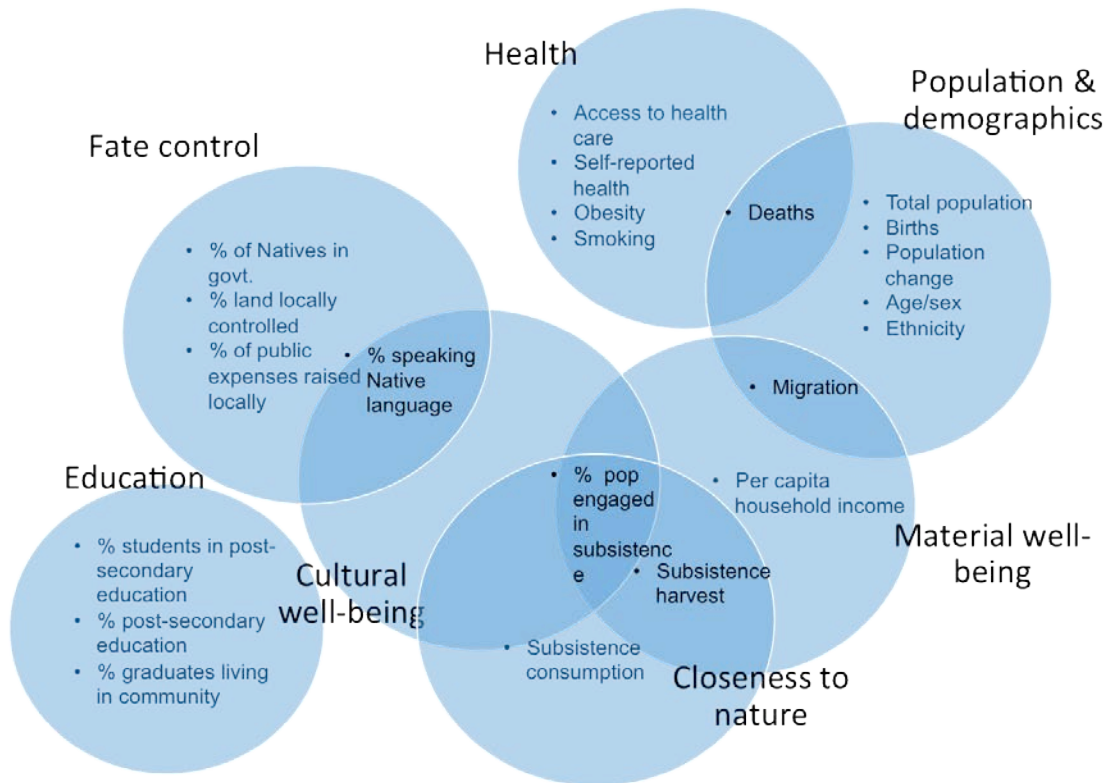 Health
• Access to health
care
• Self-reported
health
• Obesity
• Smoking
Population &
demographics
• Deaths
• Total population
• Births
• Population
change
• Age/sex
• Ethnicity
Fate control
• % of Natives in
govt.
• % land locally
controlled
• % of public
expenses raised
locally
• % speaking
Native
language
• Migration
Education
• % students in post-
secondary
education
• % post-secondary
education
• % graduates living
in community
Cultural
well-being
• % pop
engaged
in
subsistenc
e
• Per capita
household income
Material well-
being
• Subsistence
harvest
• Subsistence
consumption
Closeness to
nature